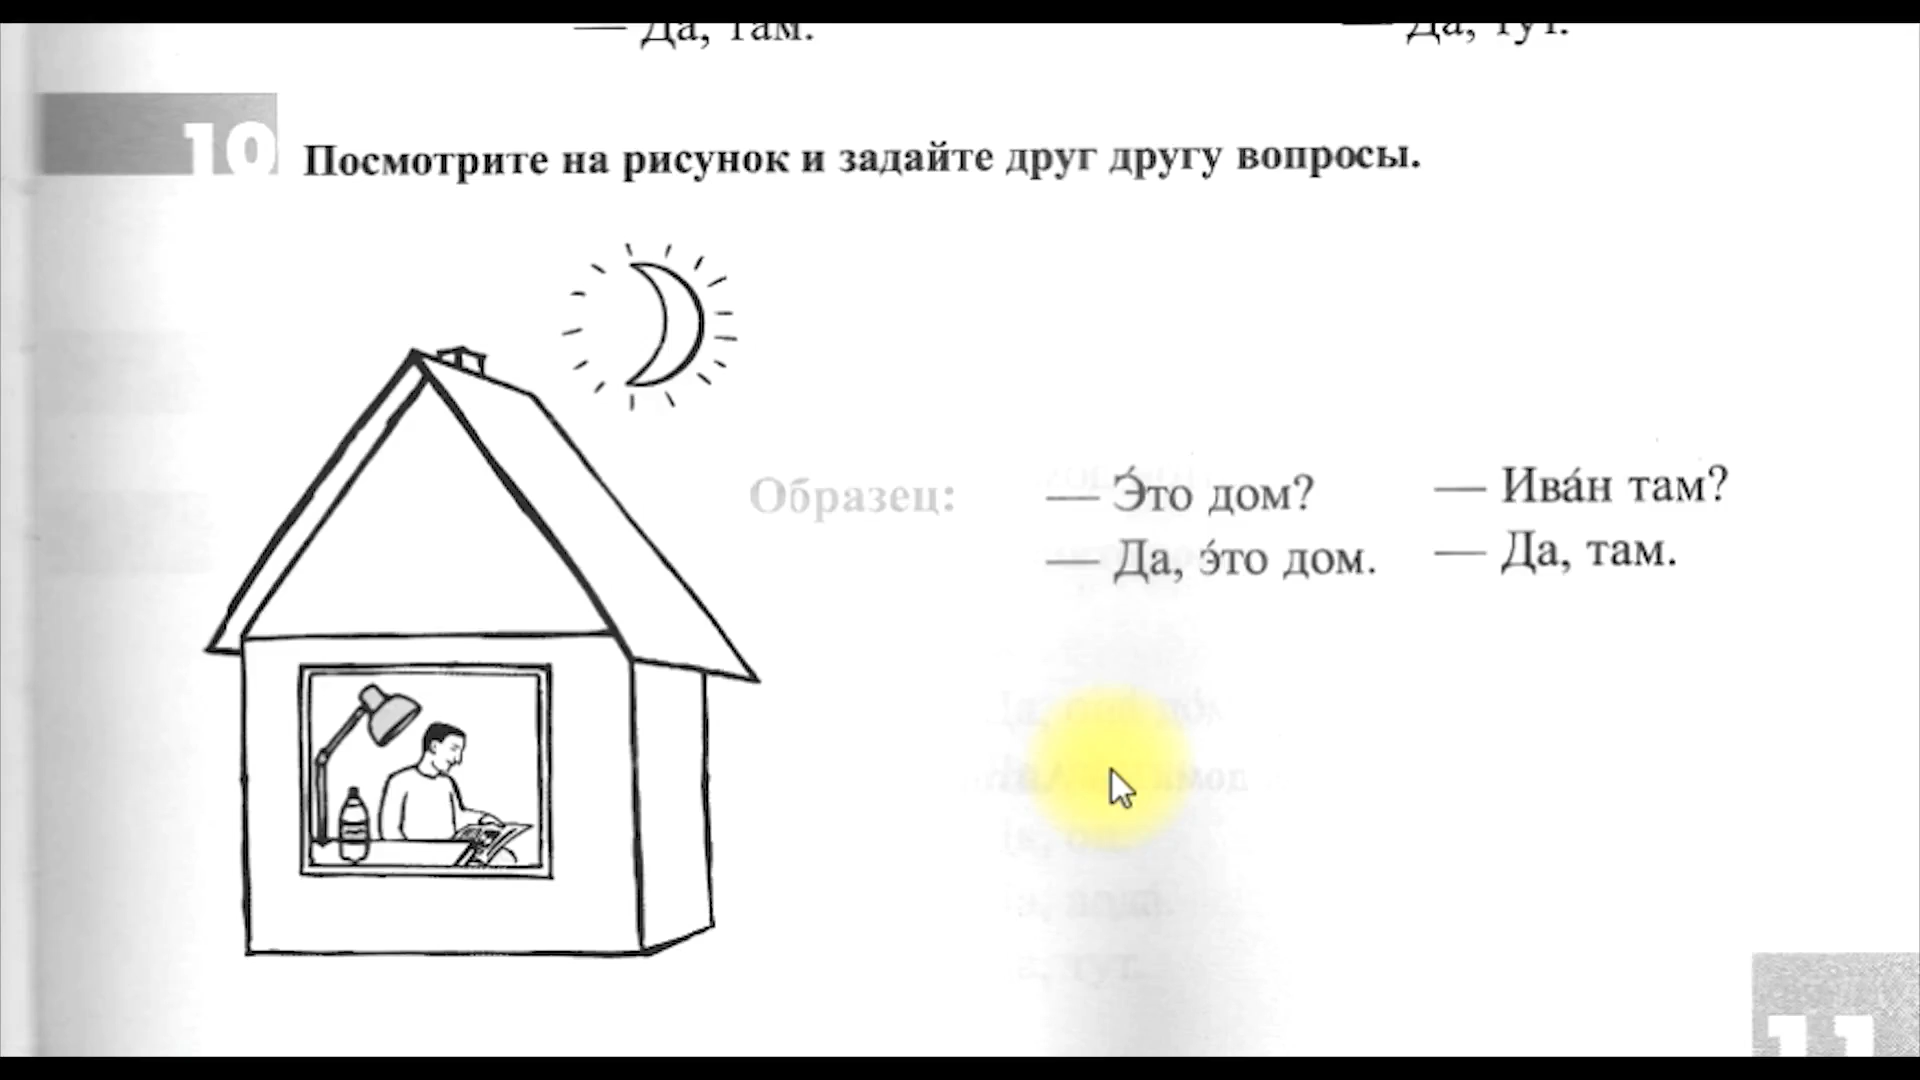 — Да, там.
— Да, тут.
10
Посмотрите на рисунок и задайте друг другу вопросы.
Образец:
— Э́то дом?
— Да, э́то дом.
— Ива́н там?
— Да, там.
11